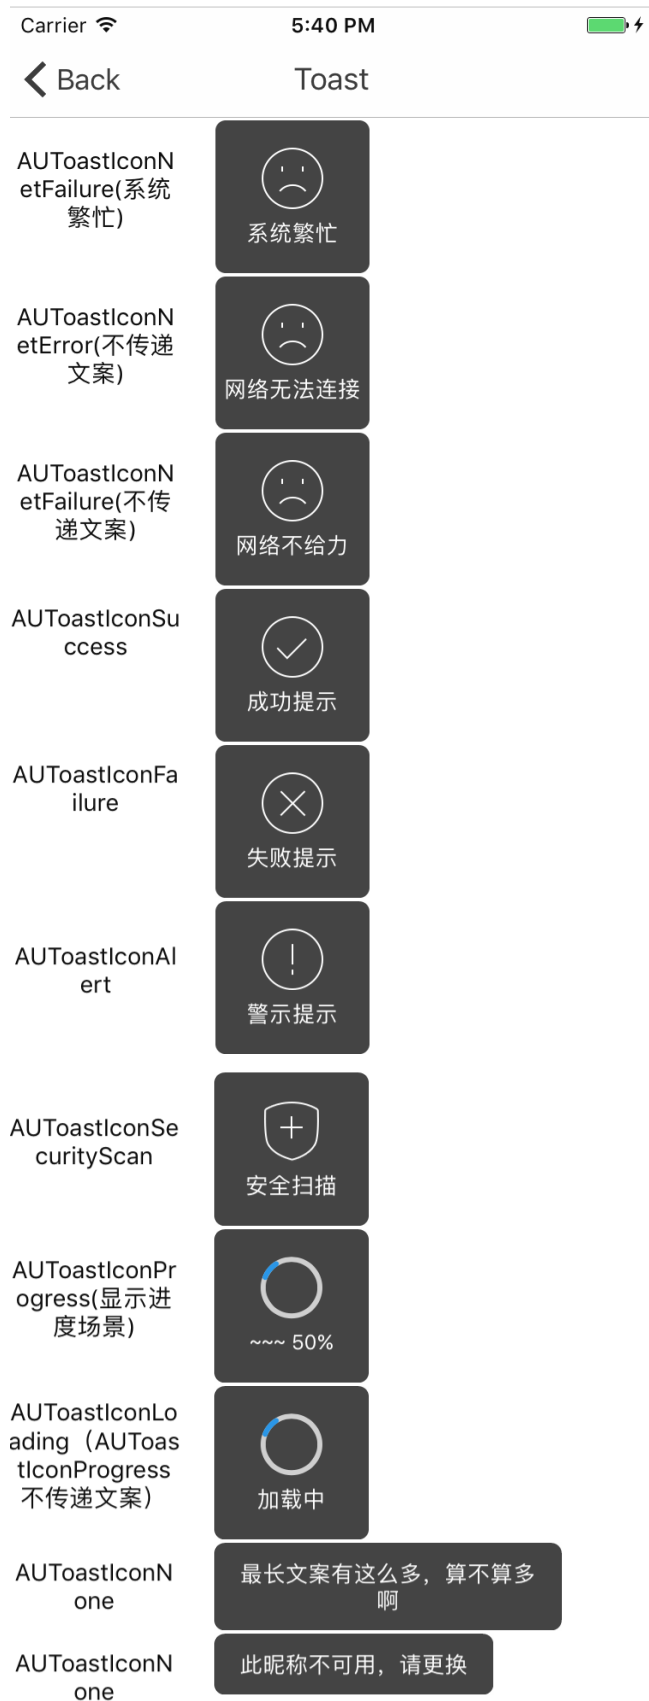 Carrier
5:40 PM
Back
Toast
AUToastIconN
etFailure(系统
繁忙)
系统繁忙
AUToastIconN
etError(不传递
文案)
网络无法连接
AUToastIconN
etFailure(不传
递文案)
网络不给力
AUToastIconSu
ccess
成功提示
AUToastIconFa
ilure
失败提示
AUToastIconAl
ert
警示提示
AUToastIconSe
curityScan
安全扫描
AUToastIconPr
ogress(显示进
度场景)
~~~ 50%
AUToastIconLo
ading（AUToas
tIconProgress
不传递文案）
加载中
AUToastIconN
one
最长文案有这么多，算不算多
啊
AUToastIconN
one
此昵称不可用，请更换